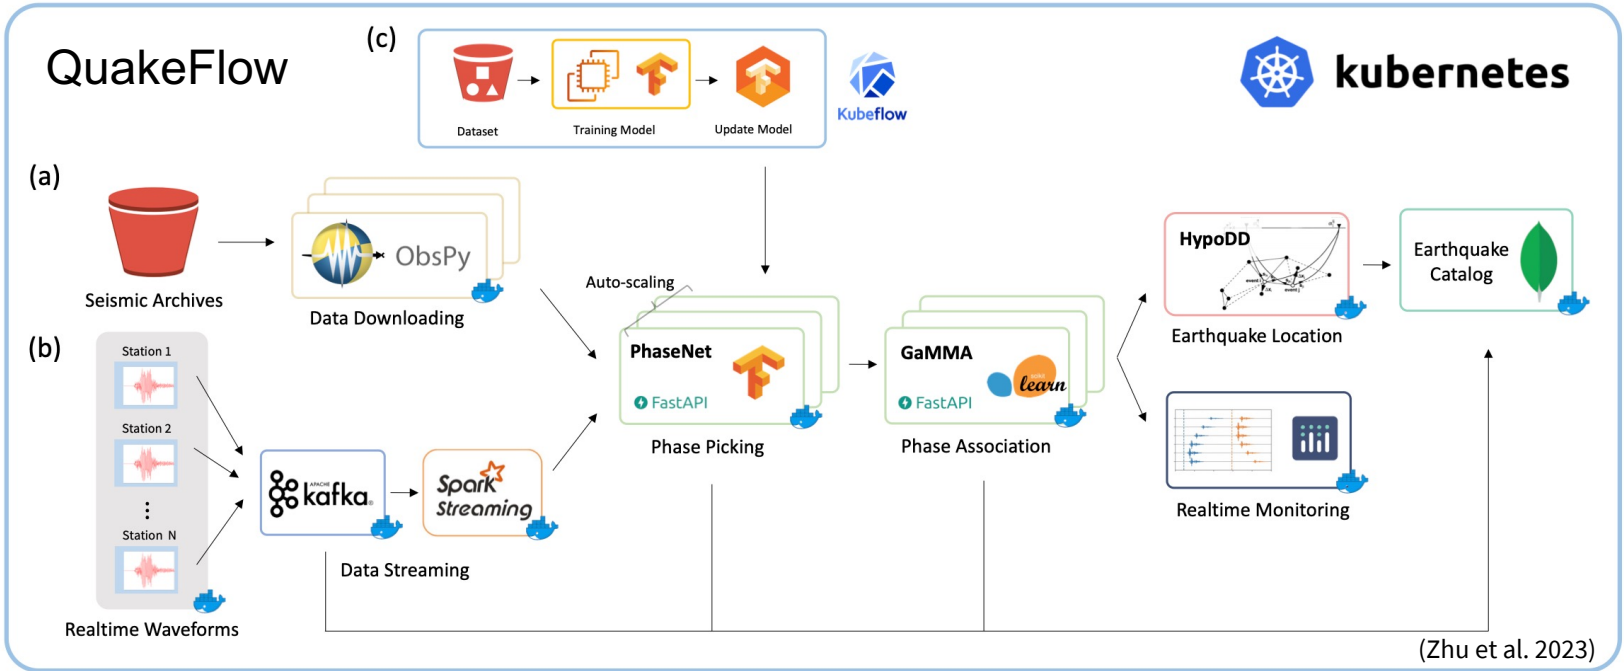 QuakeFlow
(c)
Dataset
Training Model
Update Model
Kubeflow
kubernetes
(a)
Seismic Archives
ObsPy
Data Downloading
Auto-scaling
PhaseNet
FastAPI
Phase Picking
GaMMA
FastAPI
scikit
learn
Phase Association
HypoDD
Earthquake Location
Earthquake
Catalog
Realtime Monitoring
(b)
Station 1
Station 2
Station N
Realtime Waveforms
APACHE
kafka
Spark
Streaming
Data Streaming
(Zhu et al. 2023)